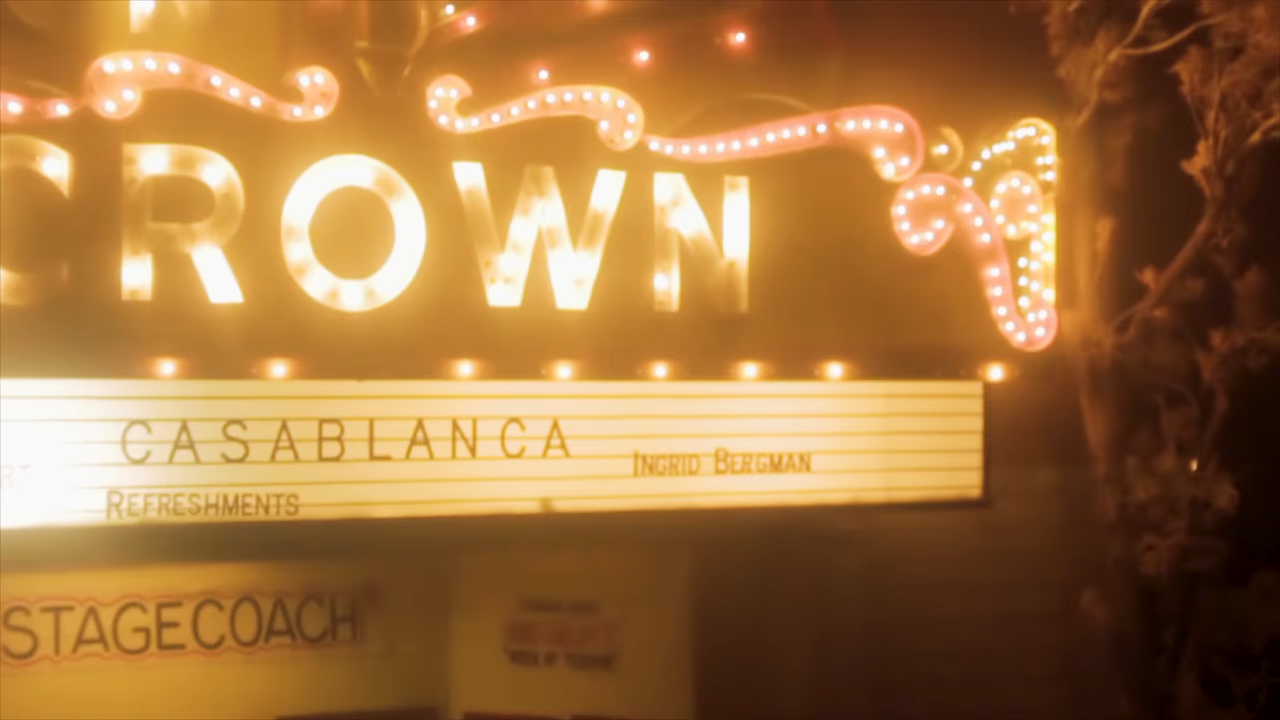 CROWN
CASABLANCA
INGRID BERGMAN
REFRESHMENTS
STAGECOACH